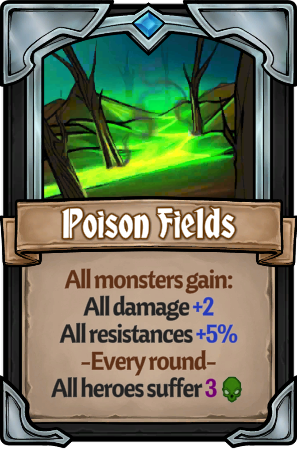 Poison Fields
All monsters gain:
All damage +2
All resistances +5%
-Every round-
All heroes suffer 3